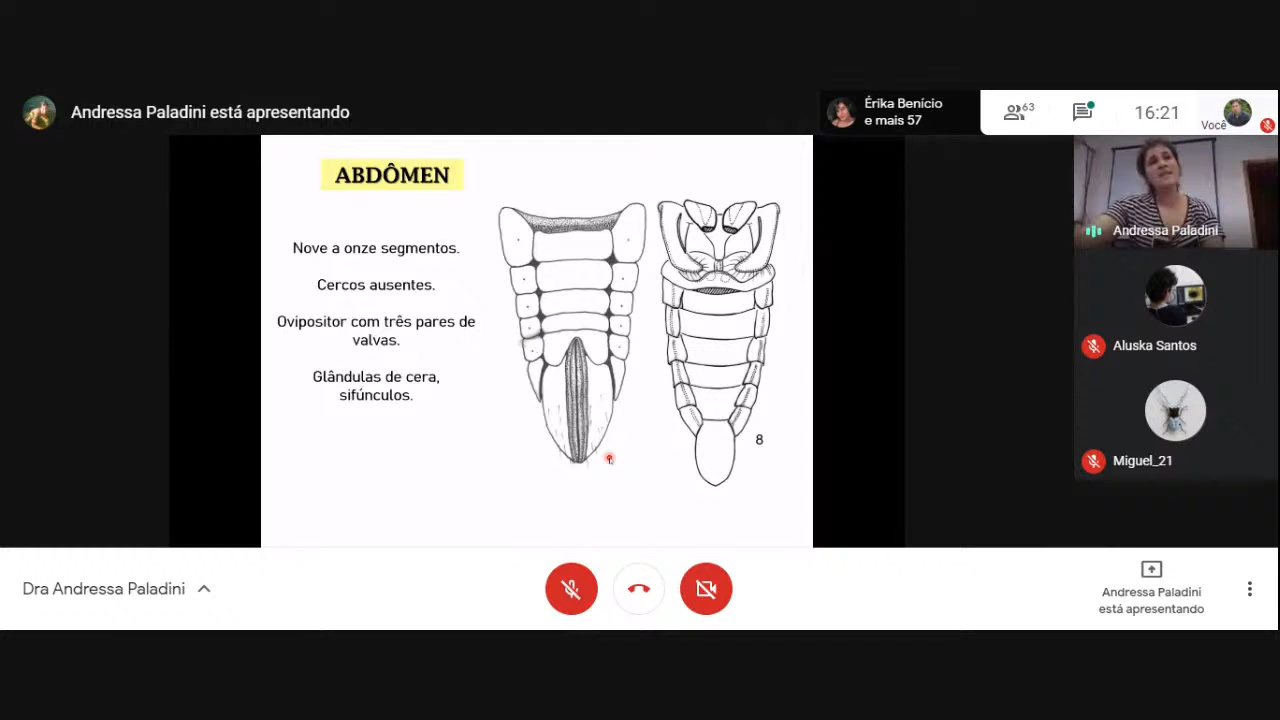 Andressa Paladini está apresentando
Érika Benício
e mais 57
63
16:21
Você
ABDÔMEN
Nove a onze segmentos.
Cercos ausentes.
Ovipositor com três pares de
valvas.
Glândulas de cera,
sifúnculos.
8
Andressa Paladini
Aluska Santos
Miguel_21
Dra Andressa Paladini
Andressa Paladini
está apresentando